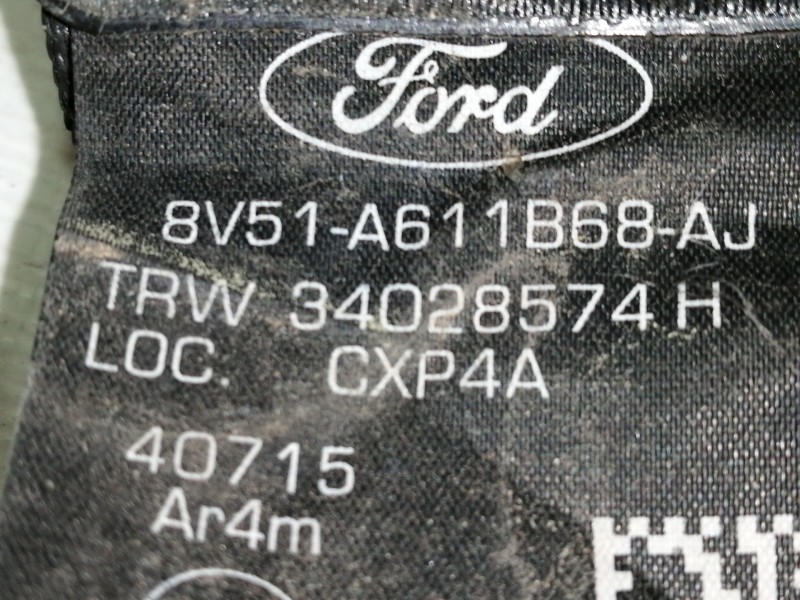 Ford
8V51-A611B68-AJ
TRW 34028574 H
LOC. CXP4A
40715
Ar4m